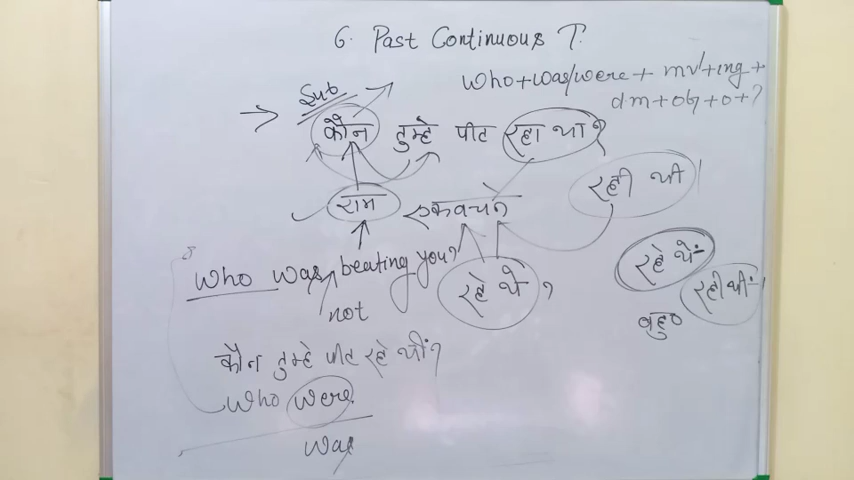 6. Past Continuous T.
Who+was/were+mv+ing+
dm+obj+o+?
Sub
कौन तुम्हे पीट रहा था?
रही थी।
राम एकवचन
Who was beating you?
not
रहे थे ?
रहे थे-
रही थीं-
बहु०
कौन तुम्हे पीट रहे थीं?
Who were
was